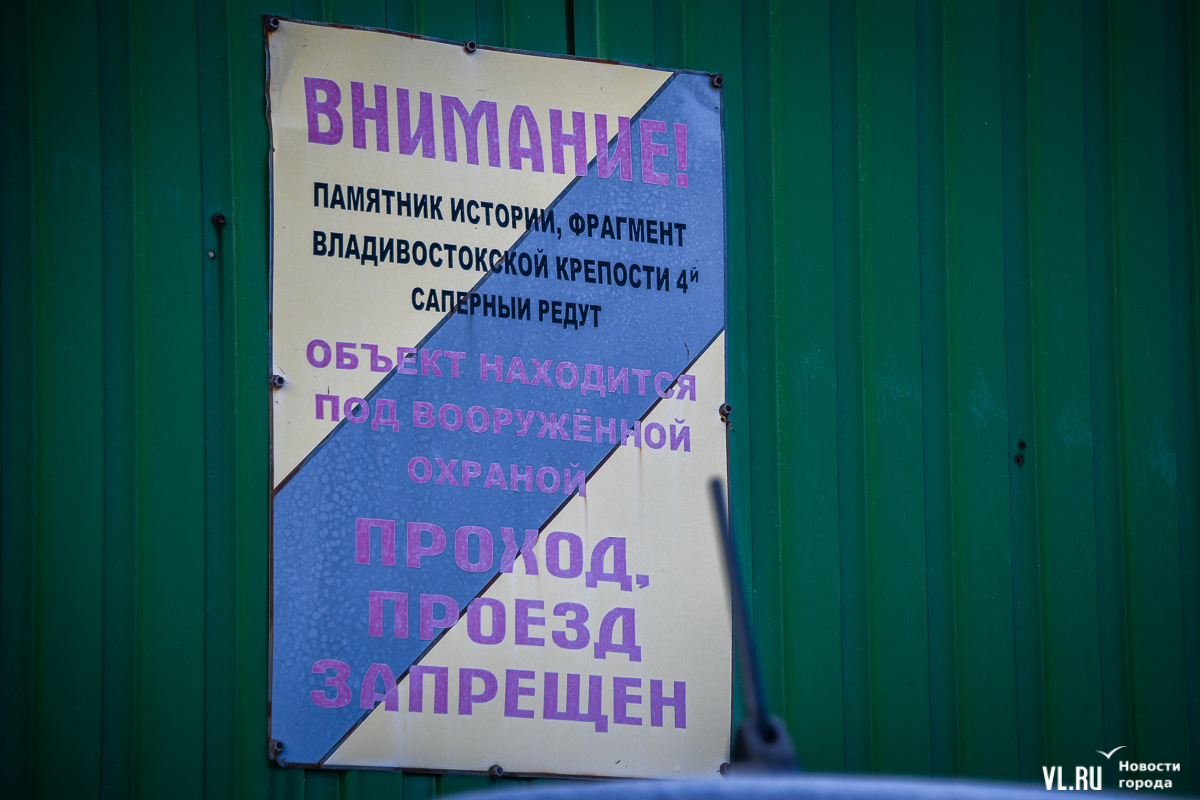 ВНИМАНИЕ!
ПАМЯТНИК ИСТОРИИ, ФРАГМЕНТ
ВЛАДИВОСТОКСКОЙ КРЕПОСТИ 4й
САПЕРНЫЙ РЕДУТ
ОБЪЕКТ НАХОДИТСЯ
ПОД ВООРУЖЁННОЙ
ОХРАНОЙ
ПРОХОД,
ПРОЕЗД
ЗАПРЕЩЕН
VL.RU Новости
города